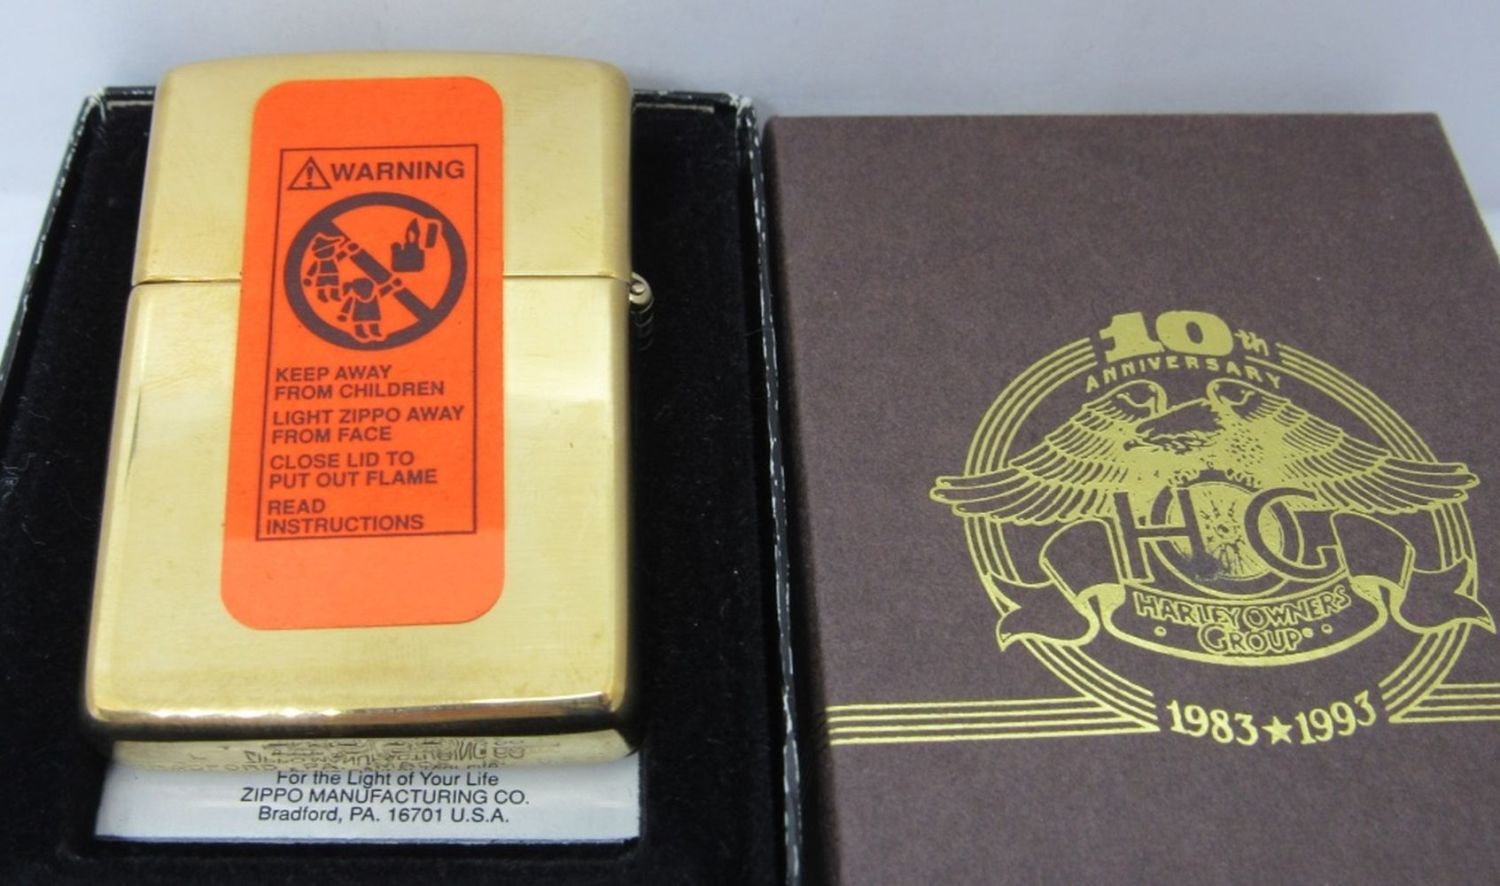 WARNING
KEEP AWAY
FROM CHILDREN
LIGHT ZIPPO AWAY
FROM FACE
CLOSE LID TO
PUT OUT FLAME
READ
INSTRUCTIONS
For the Light of Your Life
ZIPPO MANUFACTURING CO.
Bradford, PA. 16701 U.S.A.
10th
ANNIVERSARY
HOG
HARLEY OWNERS
GROUP®
1983★1993